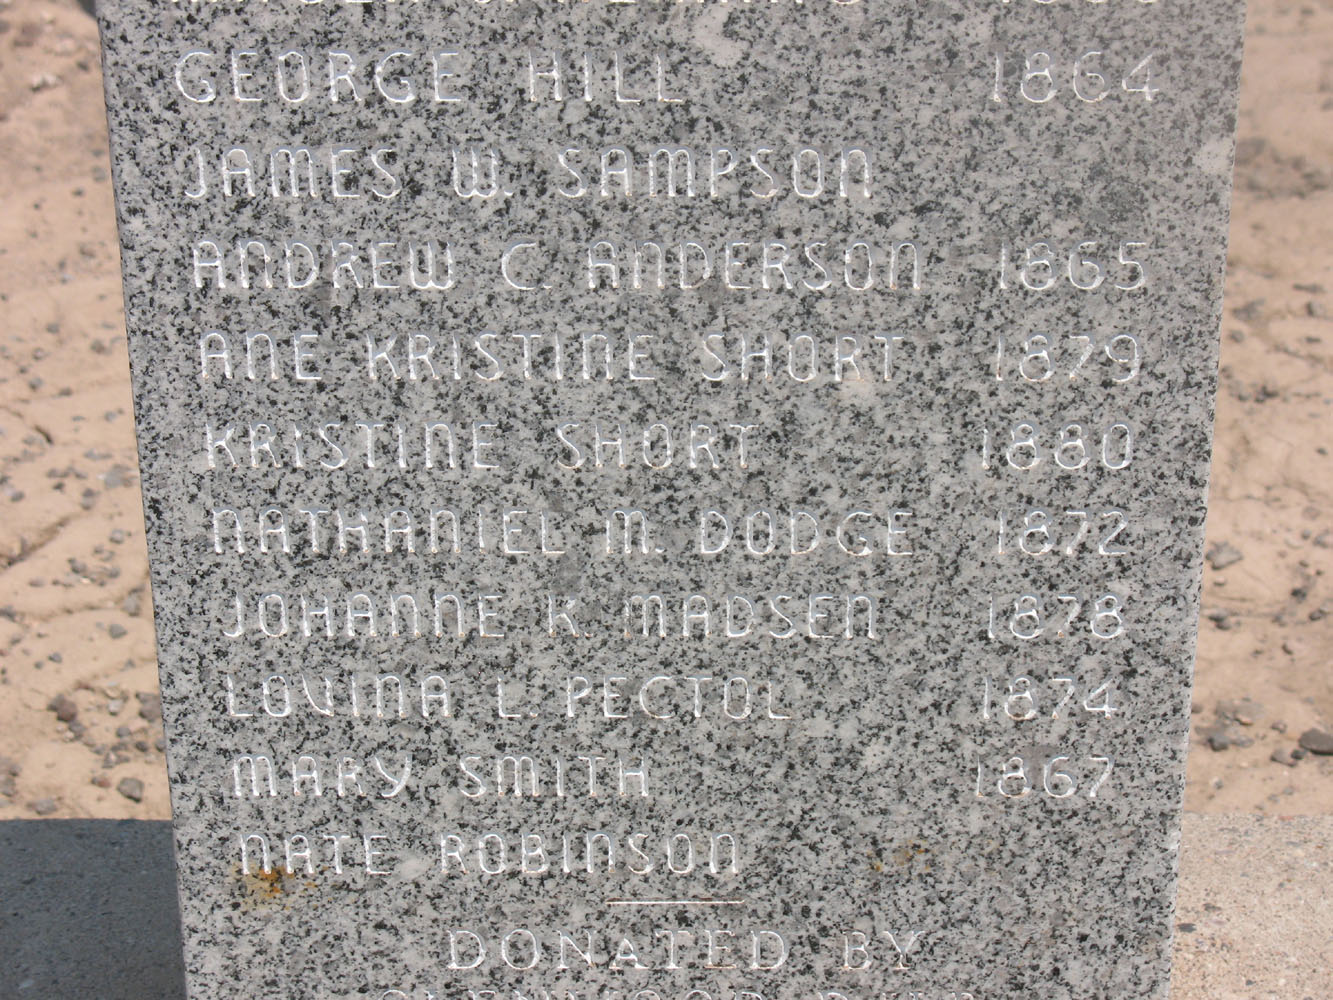 GEORGE HILL 1864
JAMES W. SAMPSON
ANDREW C. ANDERSON 1865
ANE KRISTINE SHORT 1879
KRISTINE SHORT 1880
NATHANIEL M. DODGE 1872
JOHANNE K. MADSEN 1878
LOVINA L. PECTOL 1874
MARY SMITH 1867
NATE ROBINSON
DONATED BY